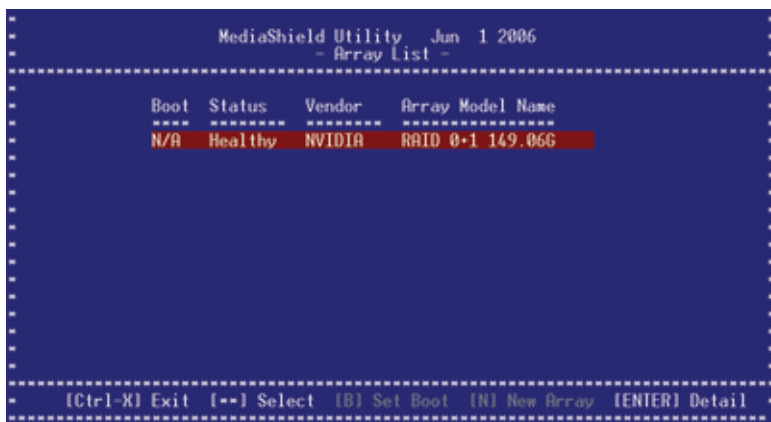 MediaShield Utility Jun 1 2006
- Array List -
Boot Status Vendor Array Model Name
N/A Healthy NVIDIA RAID 0+1 149.06G
[Ctrl-X] Exit [↑↓] Select [B] Set Boot [N] New Array [ENTER] Detail